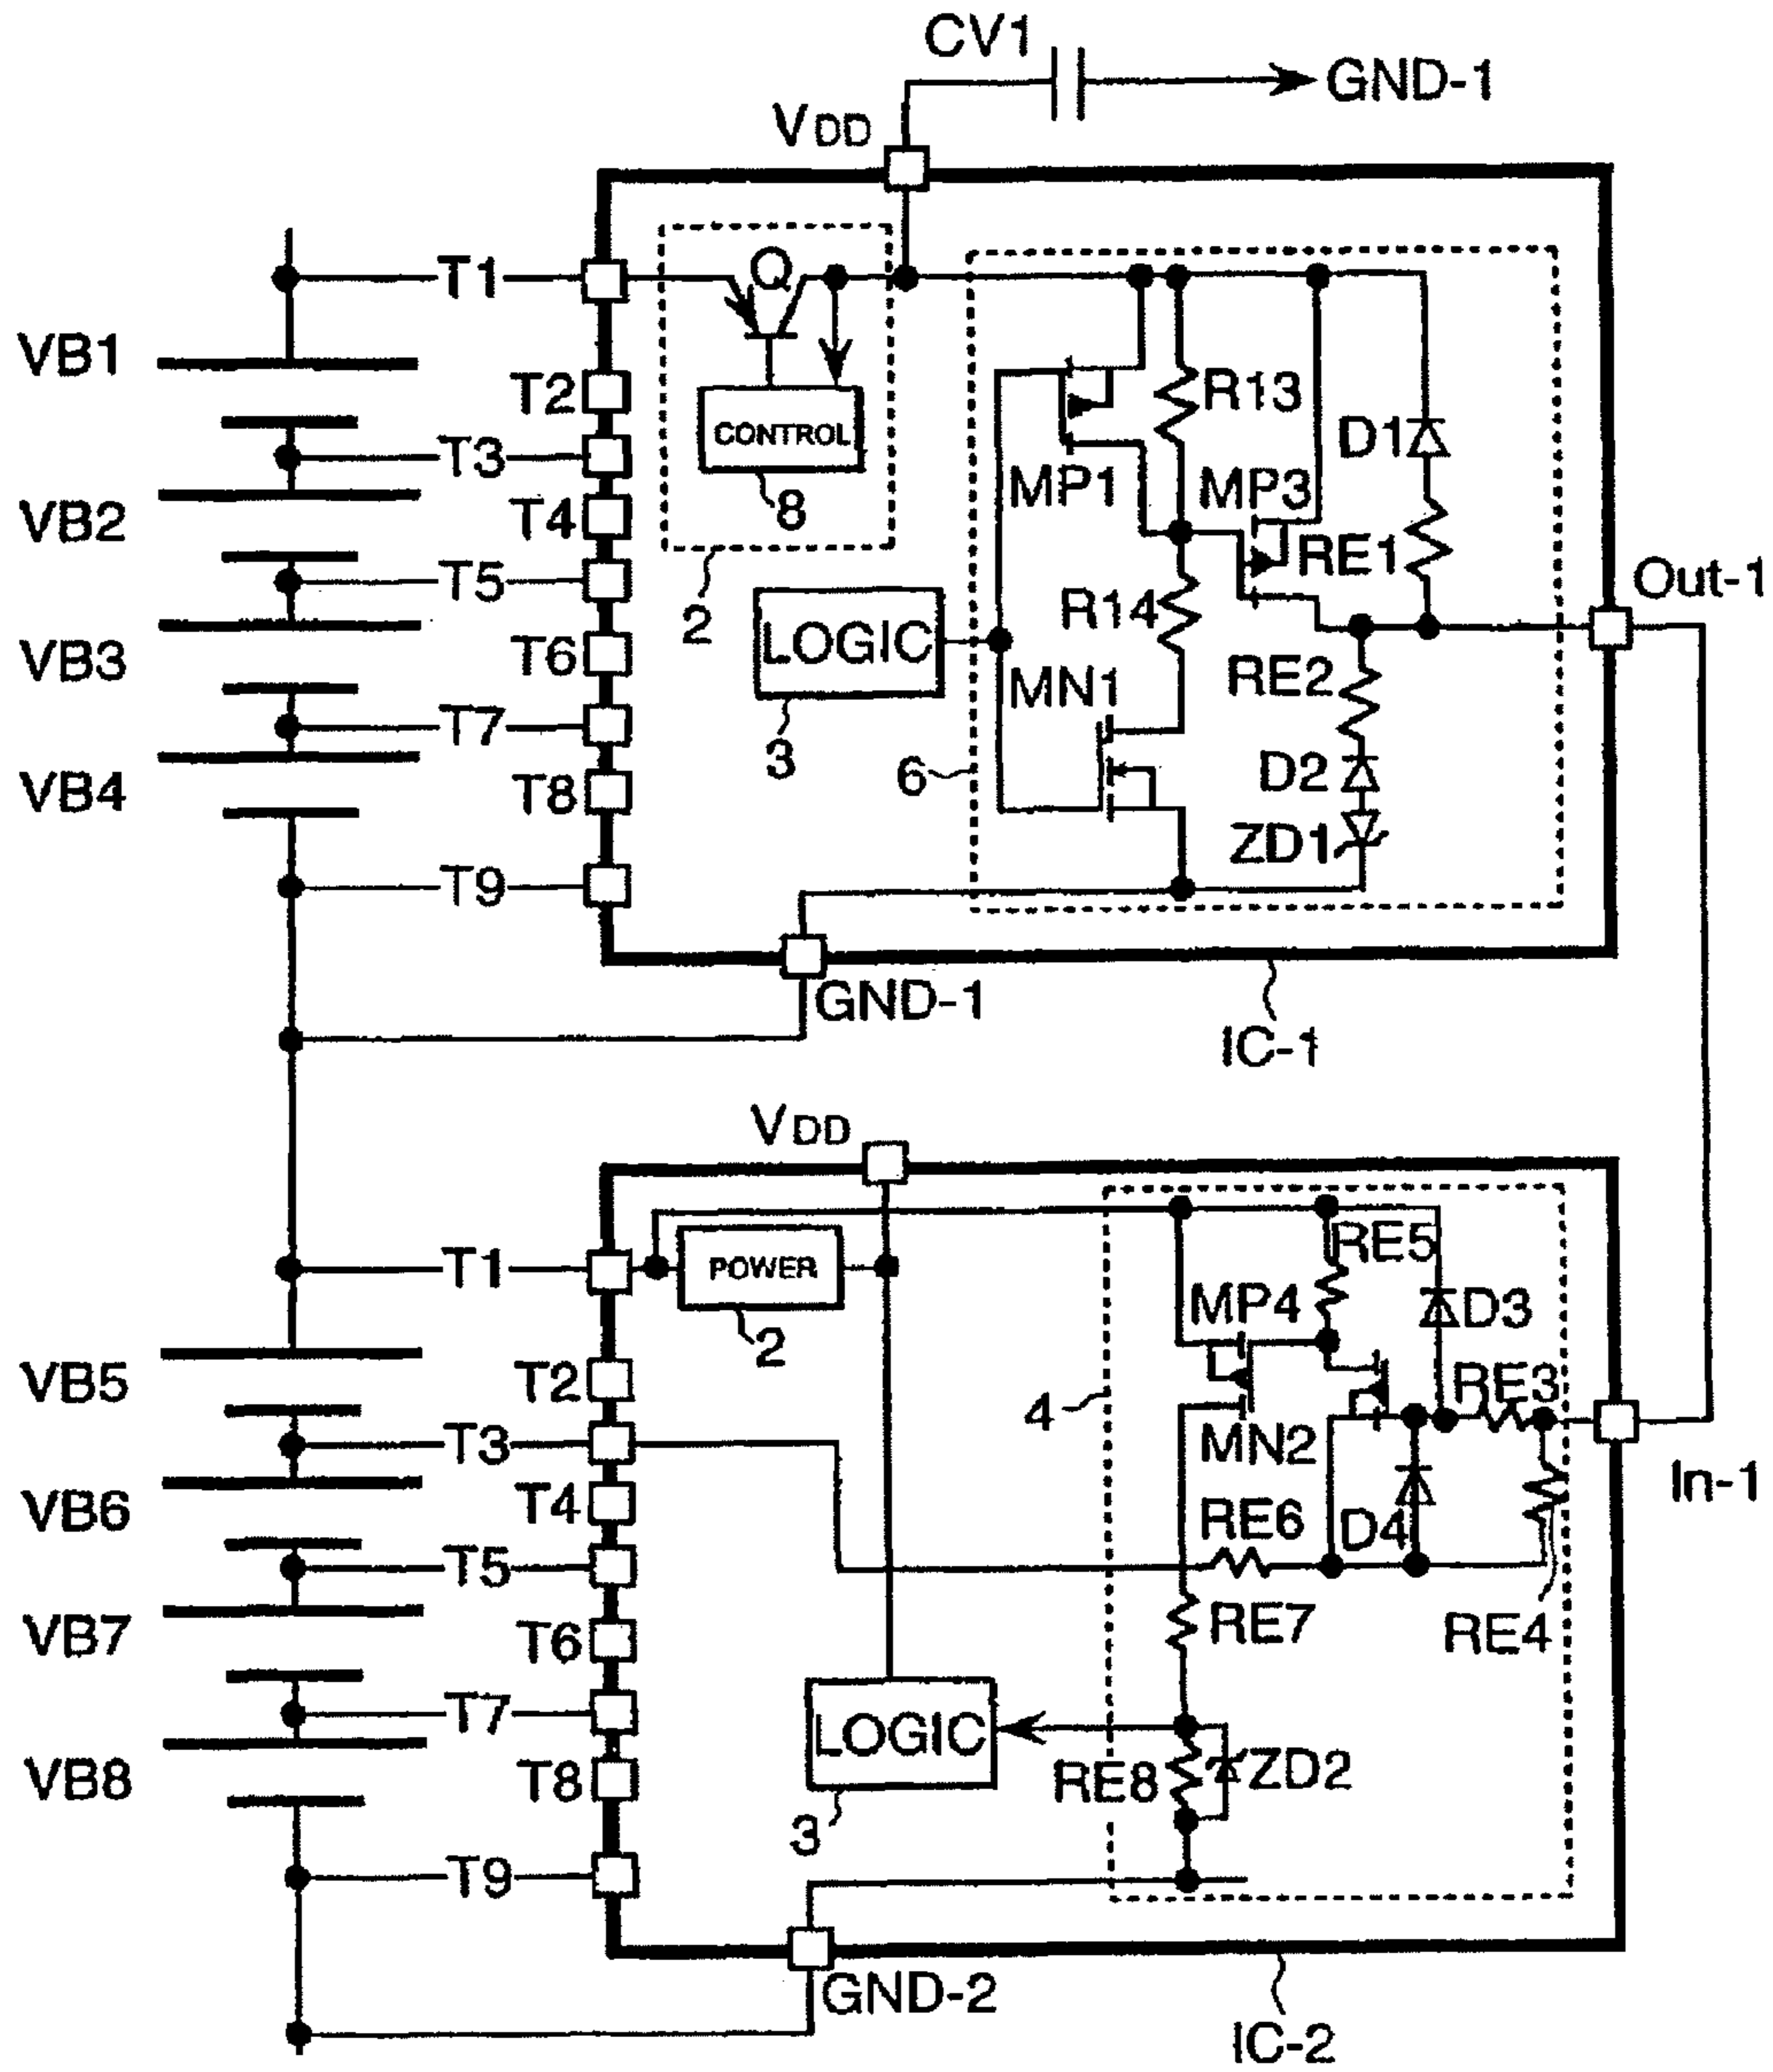 CV1
GND-1
VDD
T1
Q
VB1
T2
CONTROL
R13
D1
T3
8
MP1
MP3
VB2
T4
RE1
T5
2
LOGIC
R14
Out-1
VB3
T6
MN1
RE2
T7
3
6
D2
VB4
T8
ZD1
T9
GND-1
IC-1
VDD
T1
POWER
2
RE5
MP4
D3
VB5
T2
4
RE3
T3
MN2
In-1
VB6
T4
RE6
D4
T5
RE7
RE4
VB7
T6
T7
LOGIC
VB8
T8
RE8
ZD2
3
T9
GND-2
IC-2